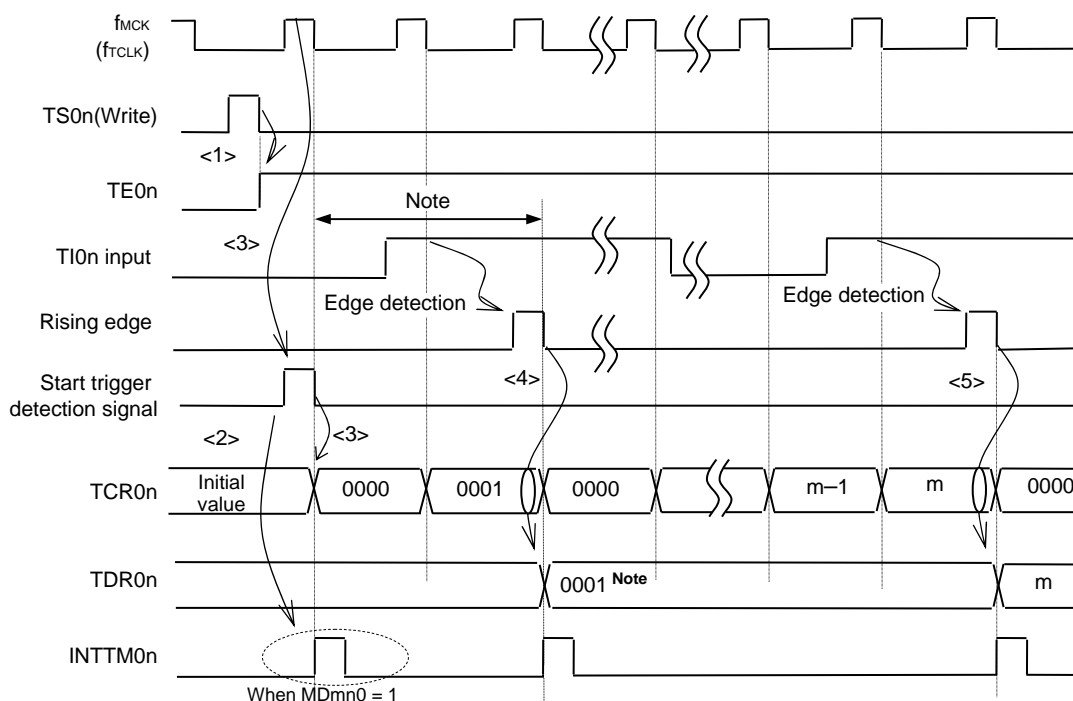 fMCK
(fTCLK)
TS0n(Write)
<1>
TE0n
Note
<3>
TI0n input
Edge detection
Edge detection
Rising edge
<4>
<5>
Start trigger
detection signal
<2>
<3>
TCR0n
Initial
value
0000
0001
0000
m–1
m
0000
TDR0n
0001 Note
m
INTTM0n
When MDmn0 = 1